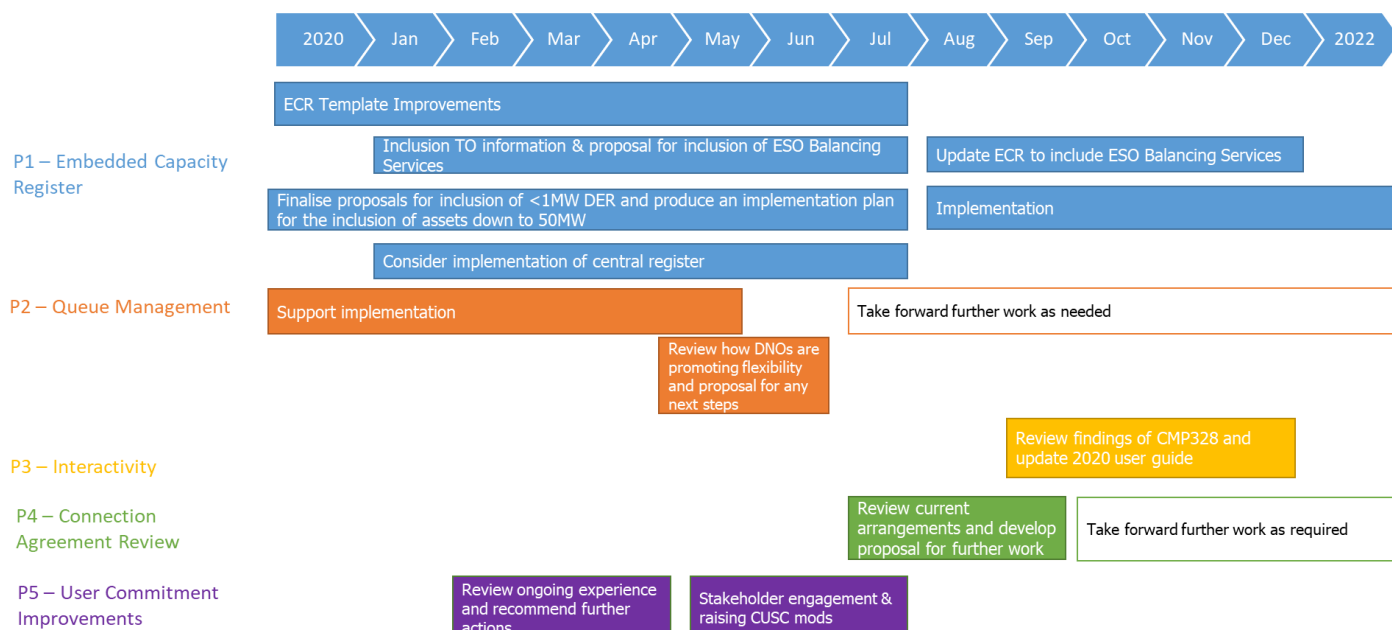 2020 Jan Feb Mar Apr May Jun Jul Aug Sep Oct Nov Dec 2022
ECR Template Improvements
P1 – Embedded Capacity
Register
Inclusion TO information & proposal for inclusion of ESO Balancing
Services
Update ECR to include ESO Balancing Services
Finalise proposals for inclusion of <1MW DER and produce an implementation plan
for the inclusion of assets down to 50MW
Implementation
Consider implementation of central register
P2 – Queue Management
Support implementation
Take forward further work as needed
Review how DNOs are
promoting flexibility
and proposal for any
next steps
P3 – Interactivity
Review findings of CMP328 and
update 2020 user guide
P4 – Connection
Agreement Review
Review current
arrangements and develop
proposal for further work
Take forward further work as required
P5 – User Commitment
Improvements
Review ongoing experience
and recommend further
actions
Stakeholder engagement &
raising CUSC mods